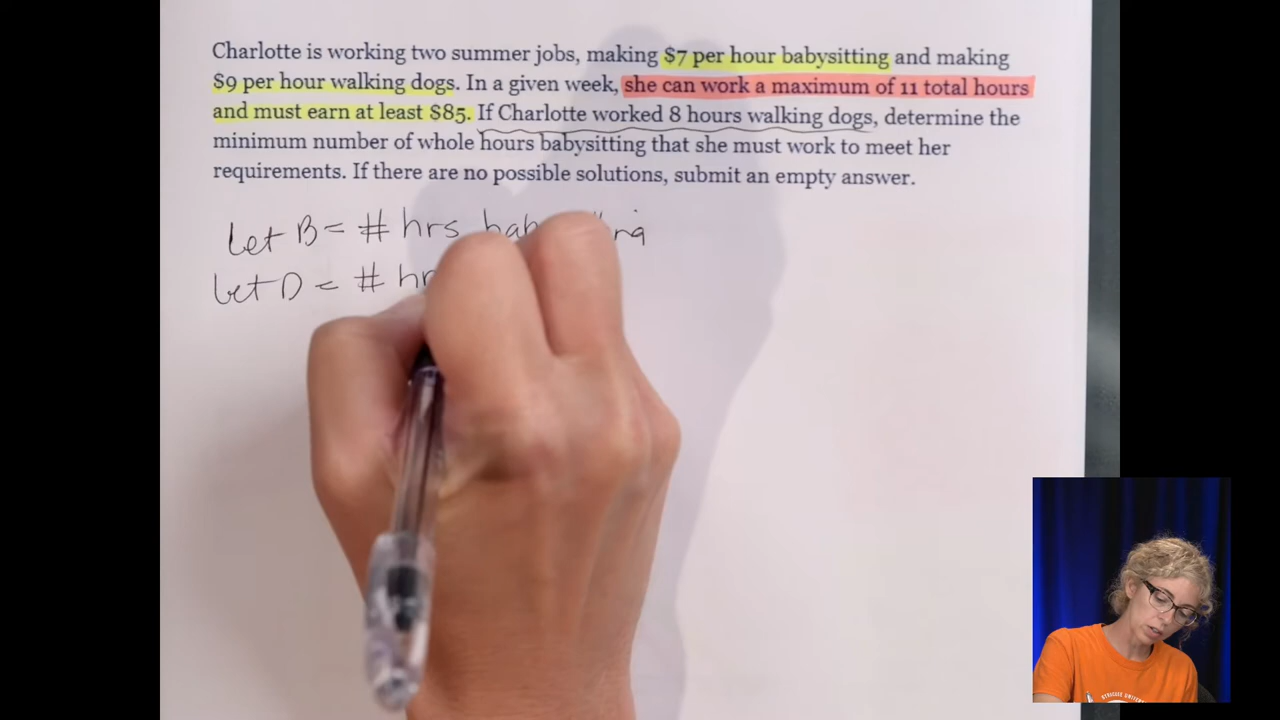 Charlotte is working two summer jobs, making $7 per hour babysitting and making
$9 per hour walking dogs. In a given week, she can work a maximum of 11 total hours
and must earn at least $85. If Charlotte worked 8 hours walking dogs, determine the
minimum number of whole hours babysitting that she must work to meet her
requirements. If there are no possible solutions, submit an empty answer.
let B = # hrs
let D = #